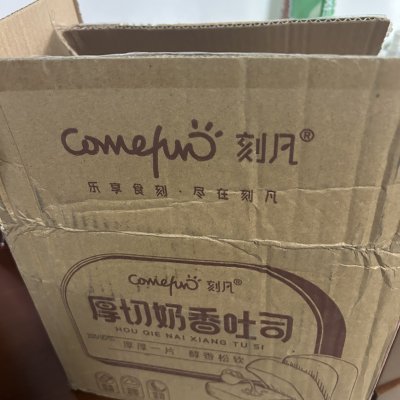 Comefun 刻凡®
乐享食刻·尽在刻凡
Comefun 刻凡®
厚切奶香吐司
HOU QIE NAI XIANG TU SI
厚厚一片 醇香松软